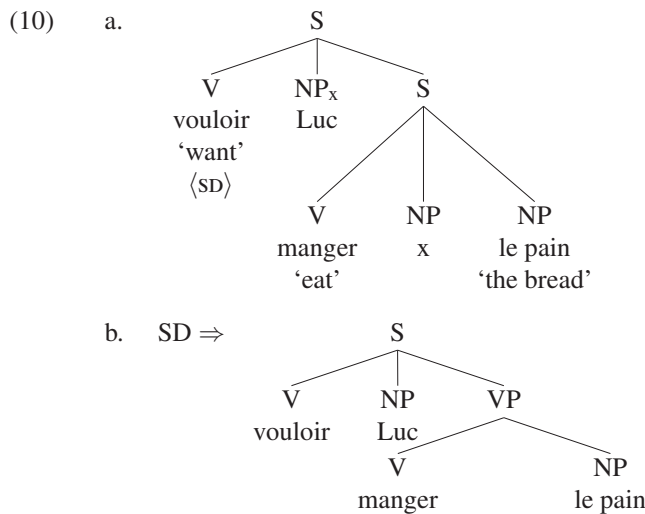 (10) a. S
V NPx S
vouloir Luc
‘want’
⟨SD⟩
V NP NP
manger x le pain
‘eat’ ‘the bread’
b. SD ⇒ S
V NP VP
vouloir Luc
V NP
manger le pain